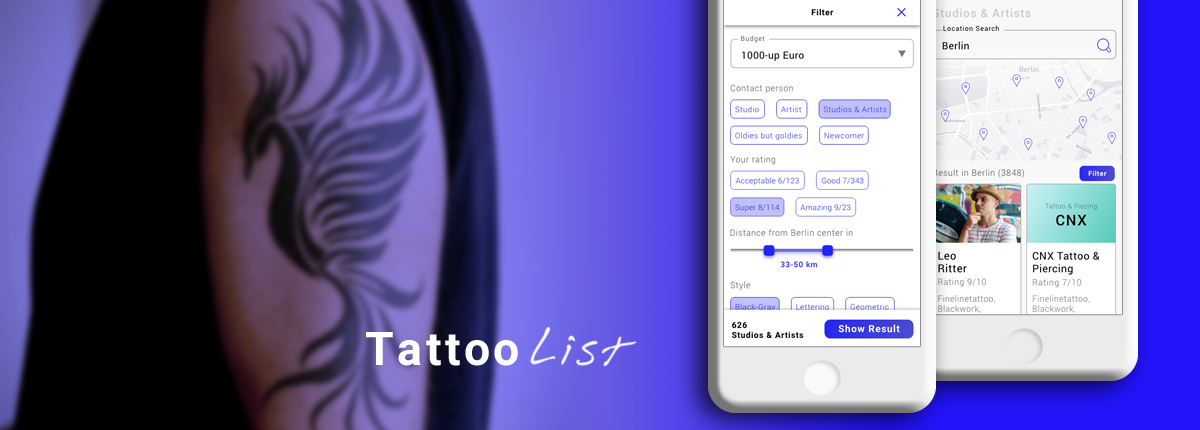 Tattoo List
Filter
Budget
1000-up Euro
Contact person
Studio Artist Studios & Artists
Oldies but goldies Newcomer
Your rating
Acceptable 6/123 Good 7/343
Super 8/114 Amazing 9/23
Distance from Berlin center in
33-50 km
Style
Black-Gray Lettering Geometric
626
Studios & Artists
Show Result
Studios & Artists
Location Search
Berlin
Berlin
Result in Berlin (3848)
Filter
Tattoo & Piecing
CNX
Leo
Ritter
Rating 9/10
Finelinetattoo,
Blackwork,
CNX Tattoo &
Piercing
Rating 7/10
Finelinetattoo,
Blackwork,